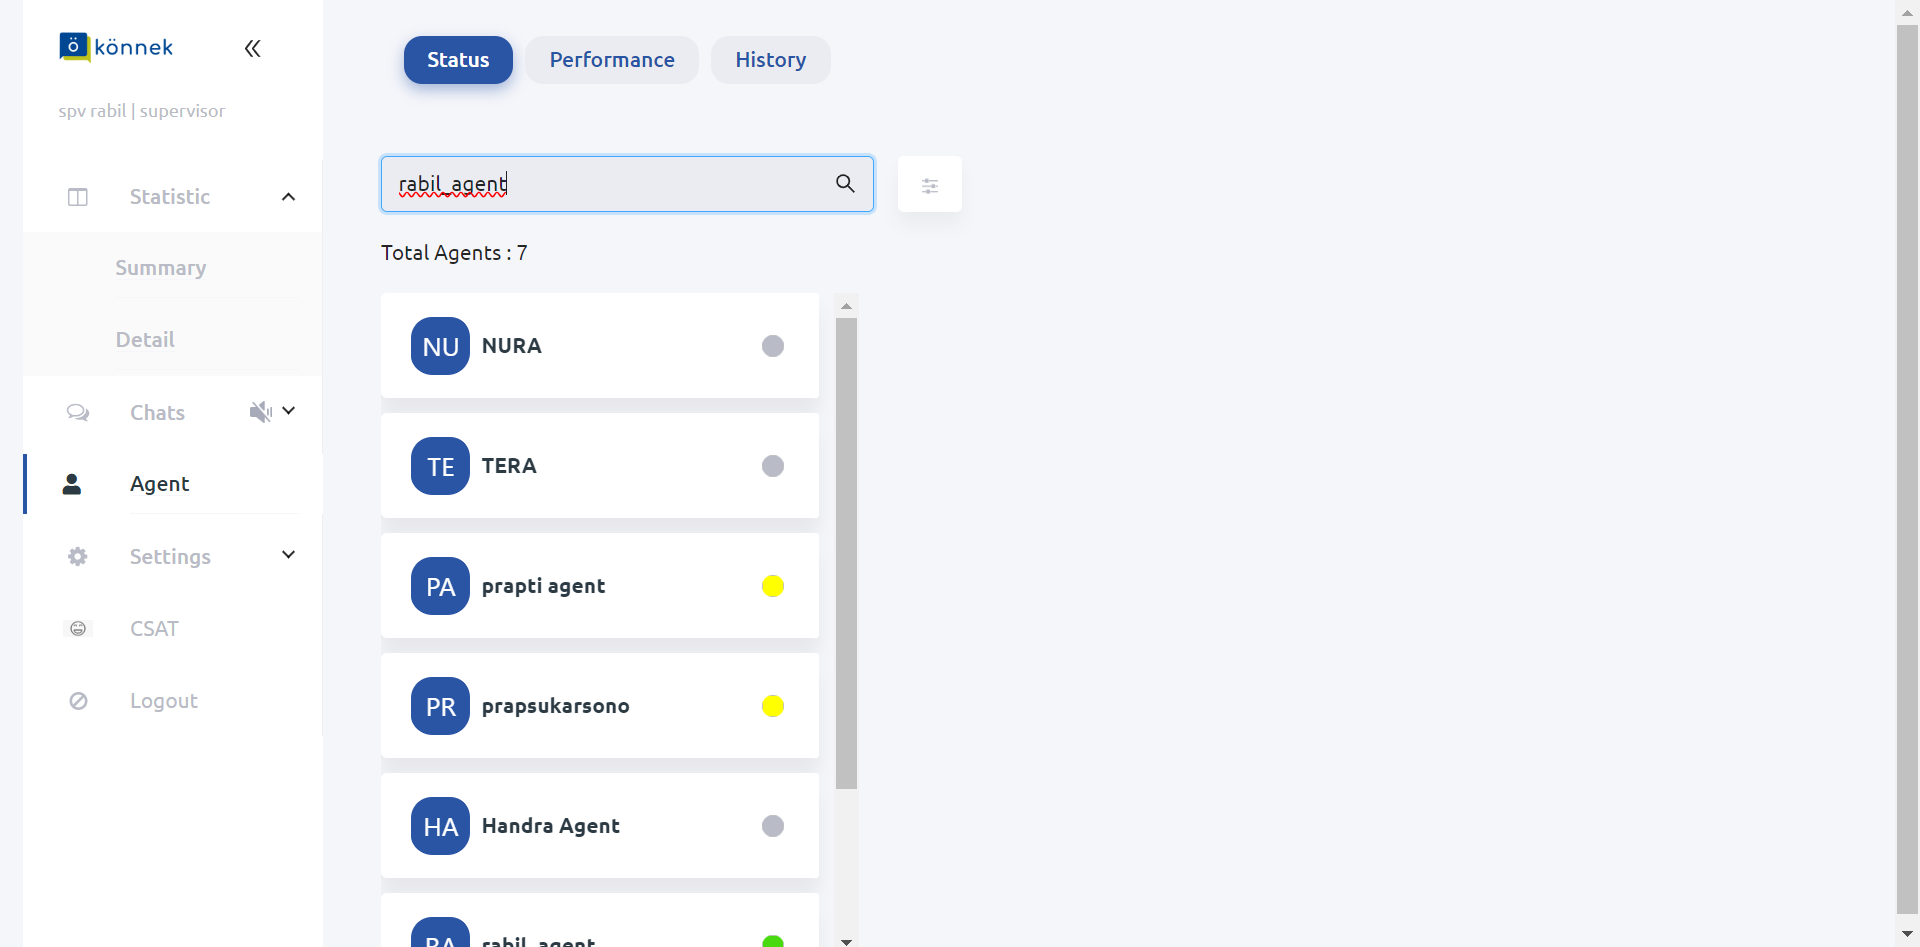 ö könnek
spv rabil | supervisor
Statistic
Summary
Detail
Chats
Agent
Settings
CSAT
Logout
Status
Performance
History
rabil_agent
Total Agents : 7
NU NURA
TE TERA
PA prapti agent
PR prapsukarsono
HA Handra Agent
RA rabil_agent